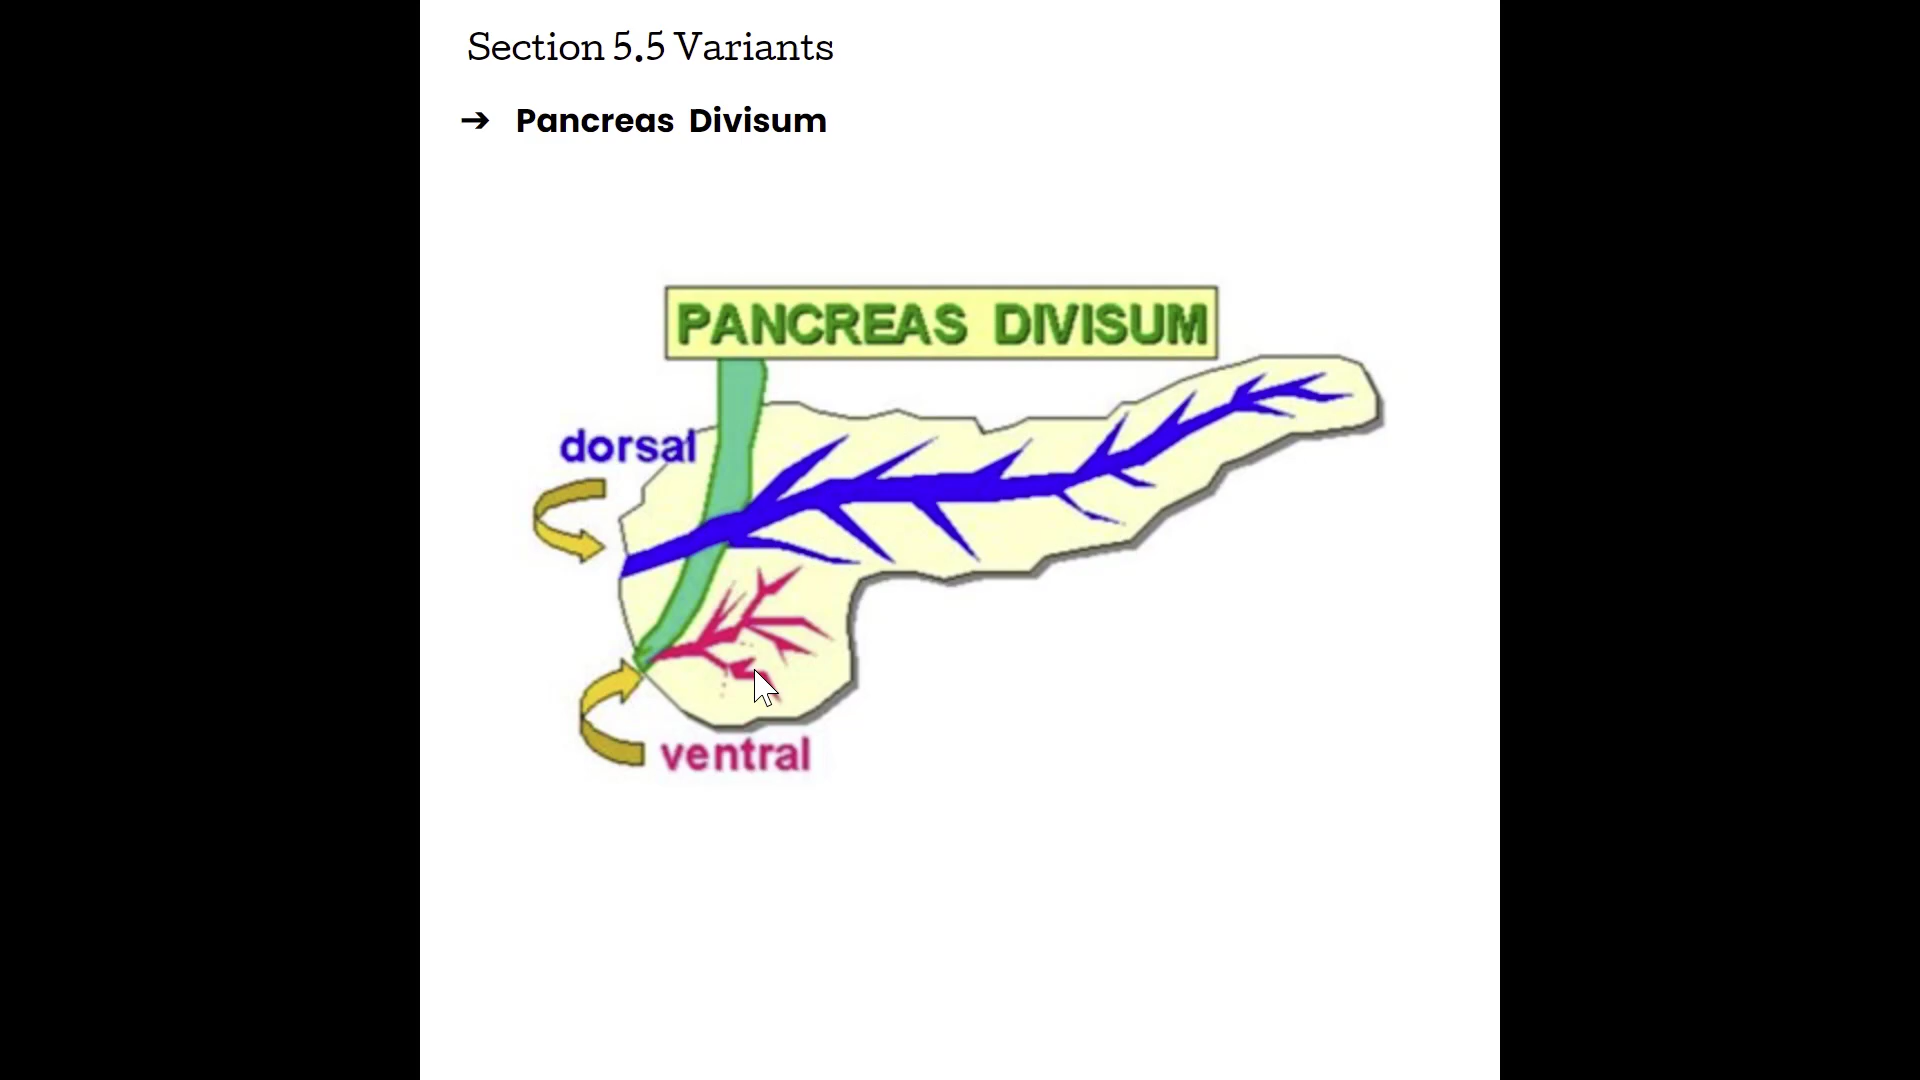 Section 5.5 Variants
➔ Pancreas Divisum
PANCREAS DIVISUM
dorsal
ventral